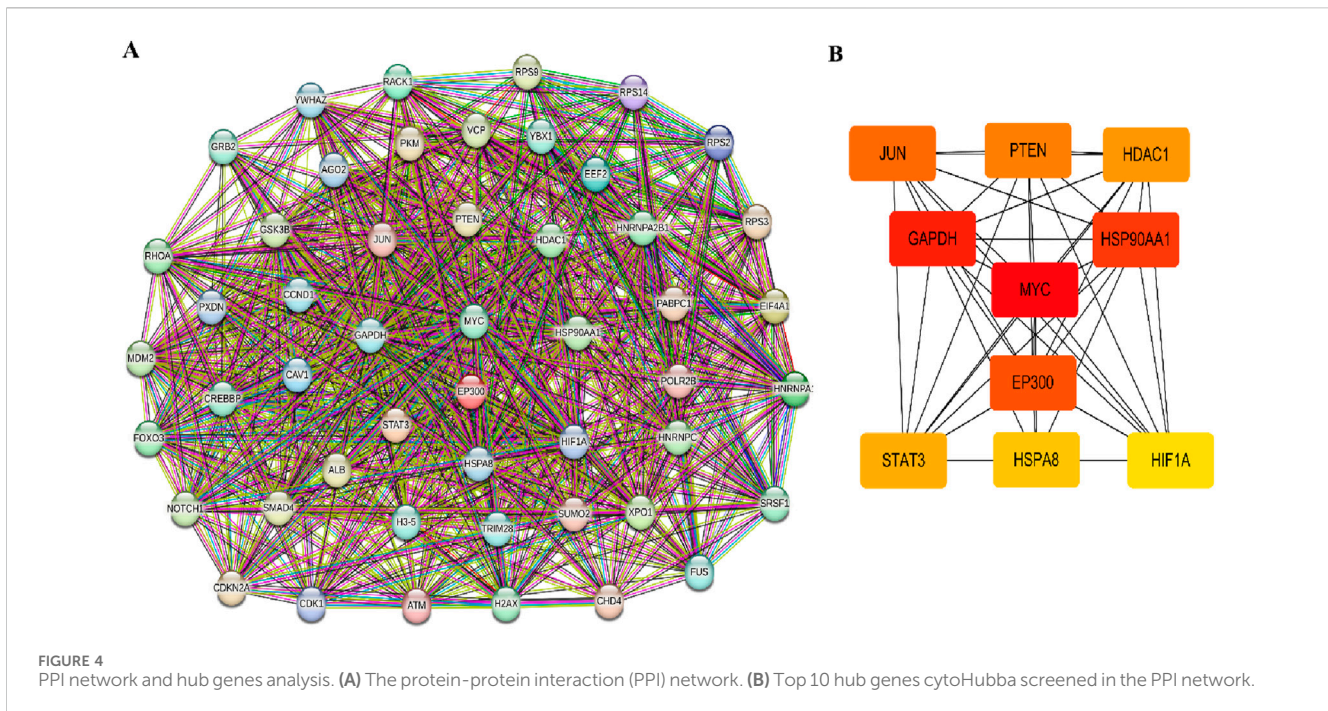 A
RPS9
RACK1
RPS14
YWHAZ
VCP
YBX1
PKM
RPS2
GRB2
AGO2
EEF2
PTEN
RPS3
GSK3B
JUN
HDAC1
HNRNPA2B1
RHOA
CCND1
PXDN
PABPC1
EIF4A1
MYC
GAPDH
HSP90AA1
MDM2
CAV1
POLR2B
HNRNPA
CREBBP
EP300
STAT3
FOXO3
HIF1A
HNRNPC
ALB
HSPA8
NOTCH1
SMAD4
SRSF1
H3-5
TRIM28
SUMO2
XPO1
FUS
CDKN2A
CDK1
ATM
H2AX
CHD4
B
JUN
PTEN
HDAC1
GAPDH
HSP90AA1
MYC
EP300
STAT3
HSPA8
HIF1A
FIGURE 4
PPI network and hub genes analysis. (A) The protein-protein interaction (PPI) network. (B) Top 10 hub genes cytoHubba screened in the PPI network.